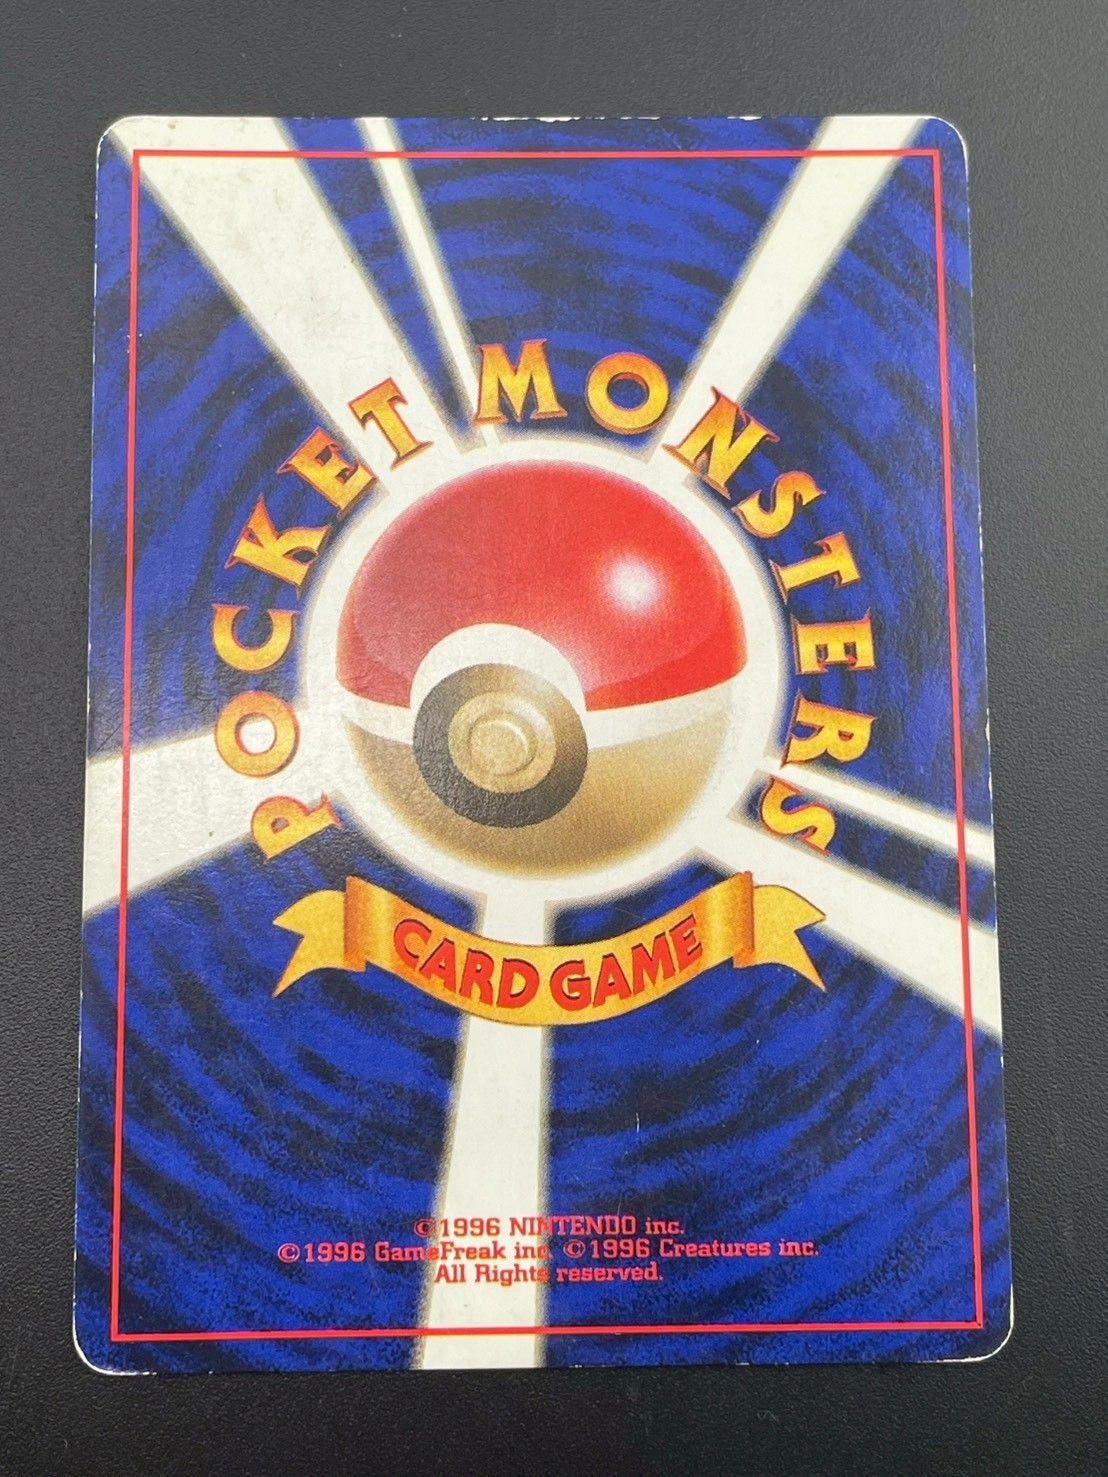 POCKET MONSTERS
CARD GAME
©1996 NINTENDO inc.
©1996 GameFreak inc. ©1996 Creatures inc.
All Rights reserved.